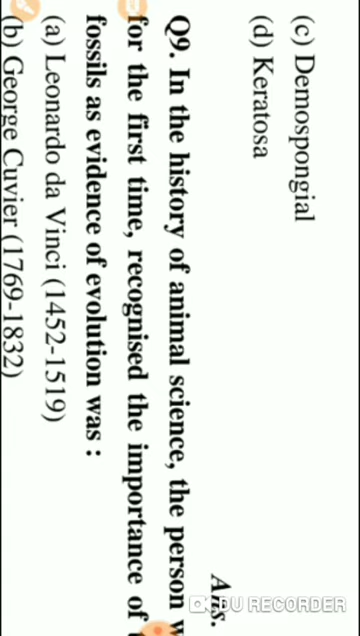 (c) Demospongial
(d) Keratosa
Ans.
Q9. In the history of animal science, the person
for the first time, recognised the importance of
fossils as evidence of evolution was :
(a) Leonardo da Vinci (1452-1519)
(b) George Cuvier (1769-1832)
DU RECORDER